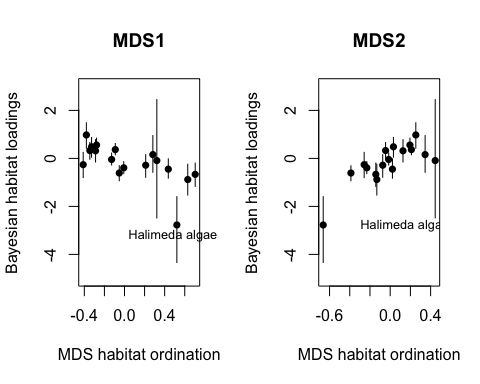 MDS1
MDS2
Bayesian habitat loadings
2
0
-2
-4
Halimeda algae
-0.4
0.0
0.4
MDS habitat ordination
Bayesian habitat loadings
2
0
-2
-4
Halimeda alga
-0.6
0.0
0.4
MDS habitat ordination